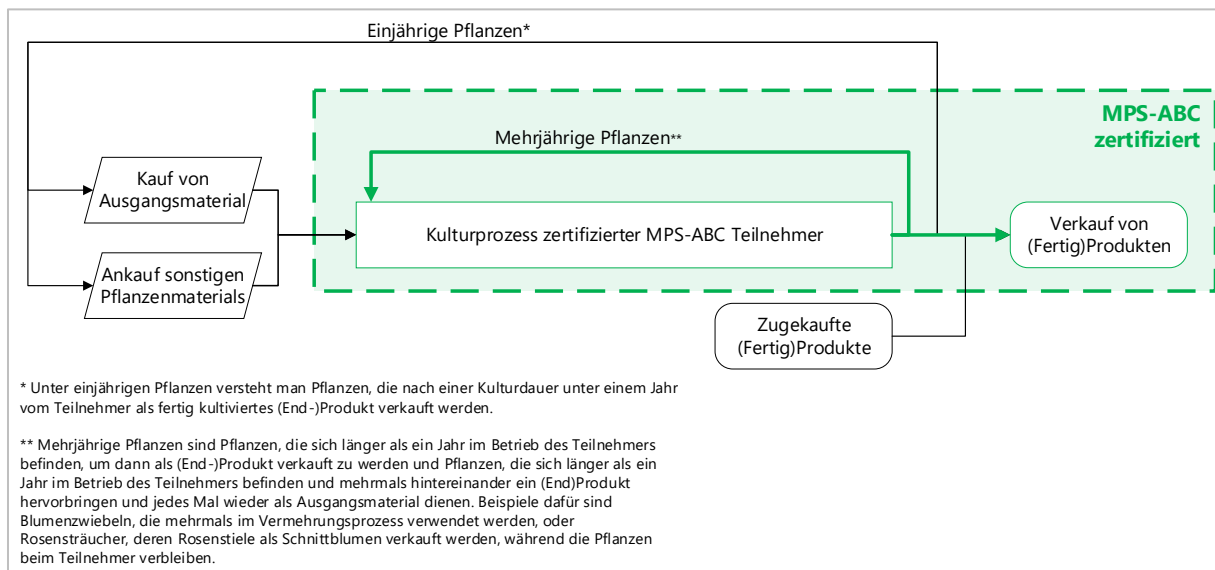 Einjährige Pflanzen*
MPS-ABC
zertifiziert
Mehrjährige Pflanzen**
Kauf von
Ausgangsmaterial
Kulturprozess zertifizierter MPS-ABC Teilnehmer
Verkauf von
(Fertig)Produkten
Ankauf sonstigen
Pflanzenmaterials
Zugekaufte
(Fertig)Produkte
* Unter einjährigen Pflanzen versteht man Pflanzen, die nach einer Kulturdauer unter einem Jahr
vom Teilnehmer als fertig kultiviertes (End-)Produkt verkauft werden.
** Mehrjährige Pflanzen sind Pflanzen, die sich länger als ein Jahr im Betrieb des Teilnehmers
befinden, um dann als (End-)Produkt verkauft zu werden und Pflanzen, die sich länger als ein
Jahr im Betrieb des Teilnehmers befinden und mehrmals hintereinander ein (End)Produkt
hervorbringen und jedes Mal wieder als Ausgangsmaterial dienen. Beispiele dafür sind
Blumenzwiebeln, die mehrmals im Vermehrungsprozess verwendet werden, oder
Rosensträucher, deren Rosenstiele als Schnittblumen verkauft werden, während die Pflanzen
beim Teilnehmer verbleiben.